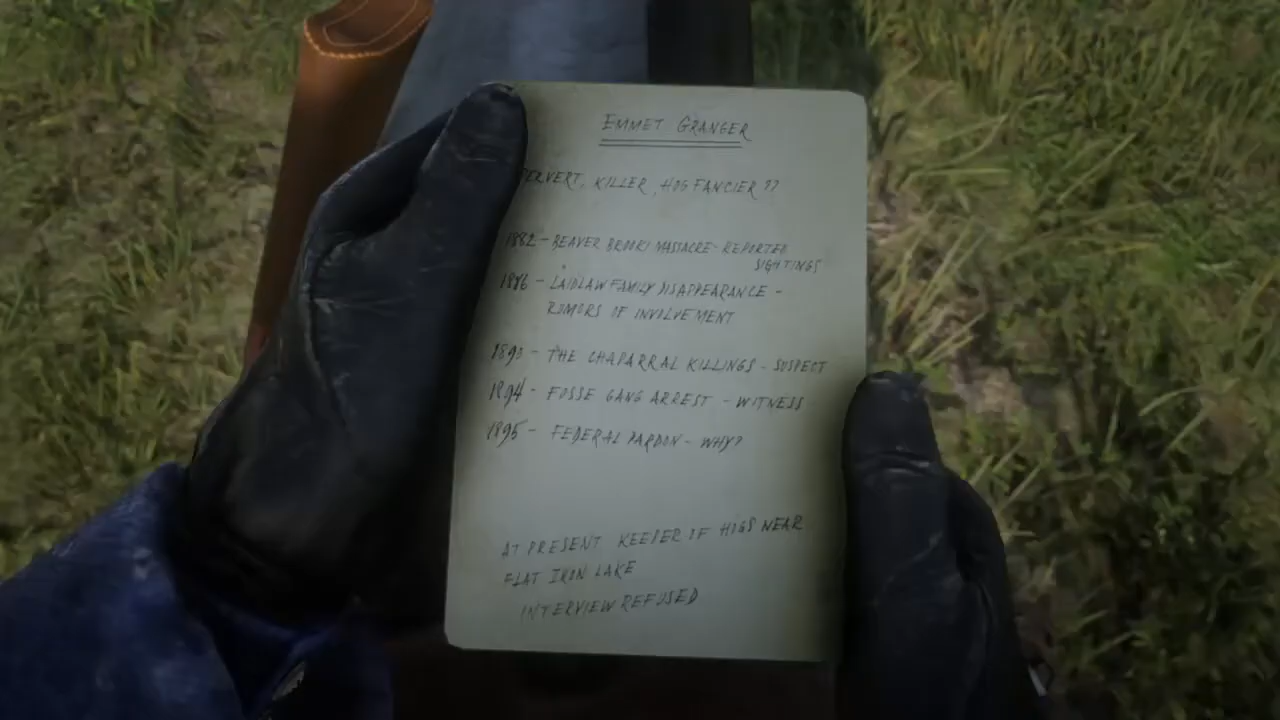 EMMET GRANGER
PERVERT, KILLER, HOG FANCIER ??
1882 - BEAVER BROOK MASSACRE - REPORTED
SIGHTINGS
1886 - LAIDLAW FAMILY DISAPPEARANCE -
RUMORS OF INVOLVEMENT
1890 - THE CHAPARRAL KILLINGS - SUSPECT
1894 - FOSSE GANG ARREST - WITNESS
1895 - FEDERAL PARDON - WHY?
AT PRESENT KEEPER OF HOGS NEAR
FLAT IRON LAKE
INTERVIEW REFUSED